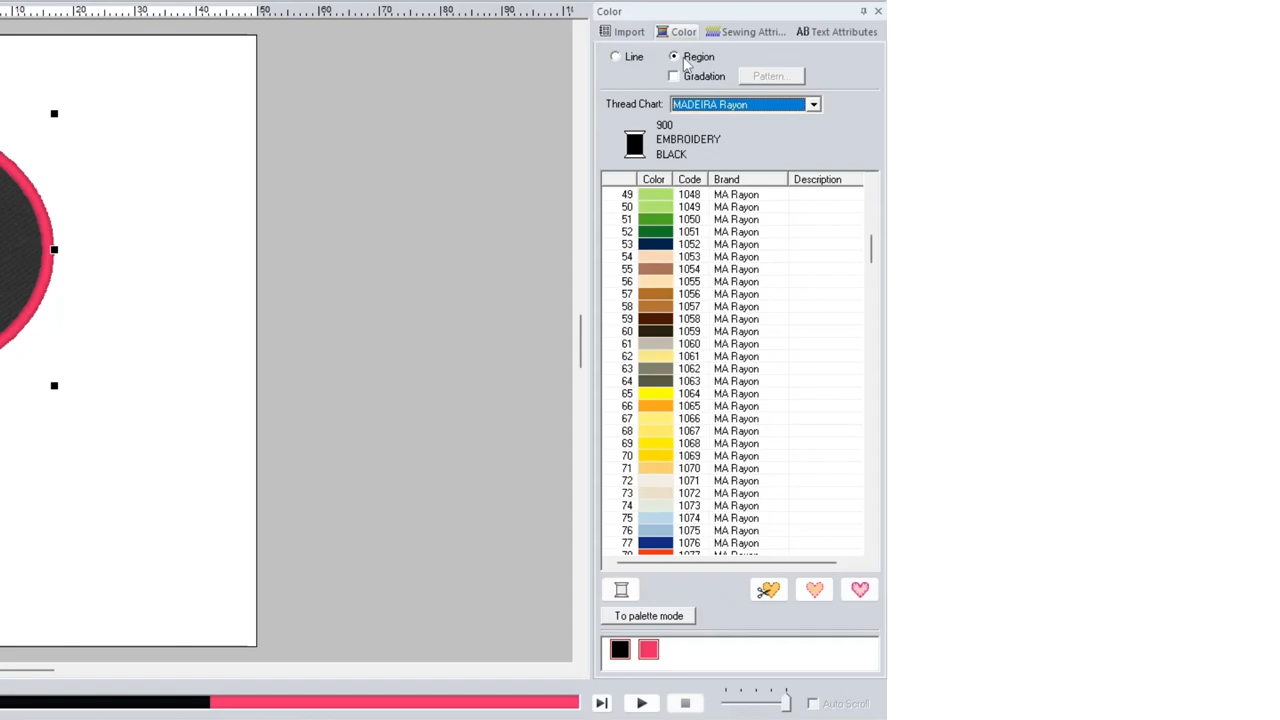 Color
10 20 30 40 50 60 70 80 90
Import Color Sewing Attri... AB Text Attributes
Line Region
Gradation Pattern...
Thread Chart: MADEIRA Rayon
900
EMBROIDERY
BLACK
Color Code Brand Description
49 1048 MA Rayon
50 1049 MA Rayon
51 1050 MA Rayon
52 1051 MA Rayon
53 1052 MA Rayon
54 1053 MA Rayon
55 1054 MA Rayon
56 1055 MA Rayon
57 1056 MA Rayon
58 1057 MA Rayon
59 1058 MA Rayon
60 1059 MA Rayon
61 1060 MA Rayon
62 1061 MA Rayon
63 1062 MA Rayon
64 1063 MA Rayon
65 1064 MA Rayon
66 1065 MA Rayon
67 1066 MA Rayon
68 1067 MA Rayon
69 1068 MA Rayon
70 1069 MA Rayon
71 1070 MA Rayon
72 1071 MA Rayon
73 1072 MA Rayon
74 1073 MA Rayon
75 1074 MA Rayon
76 1075 MA Rayon
77 1076 MA Rayon
78 1077 MA Rayon
To palette mode
Auto Scroll